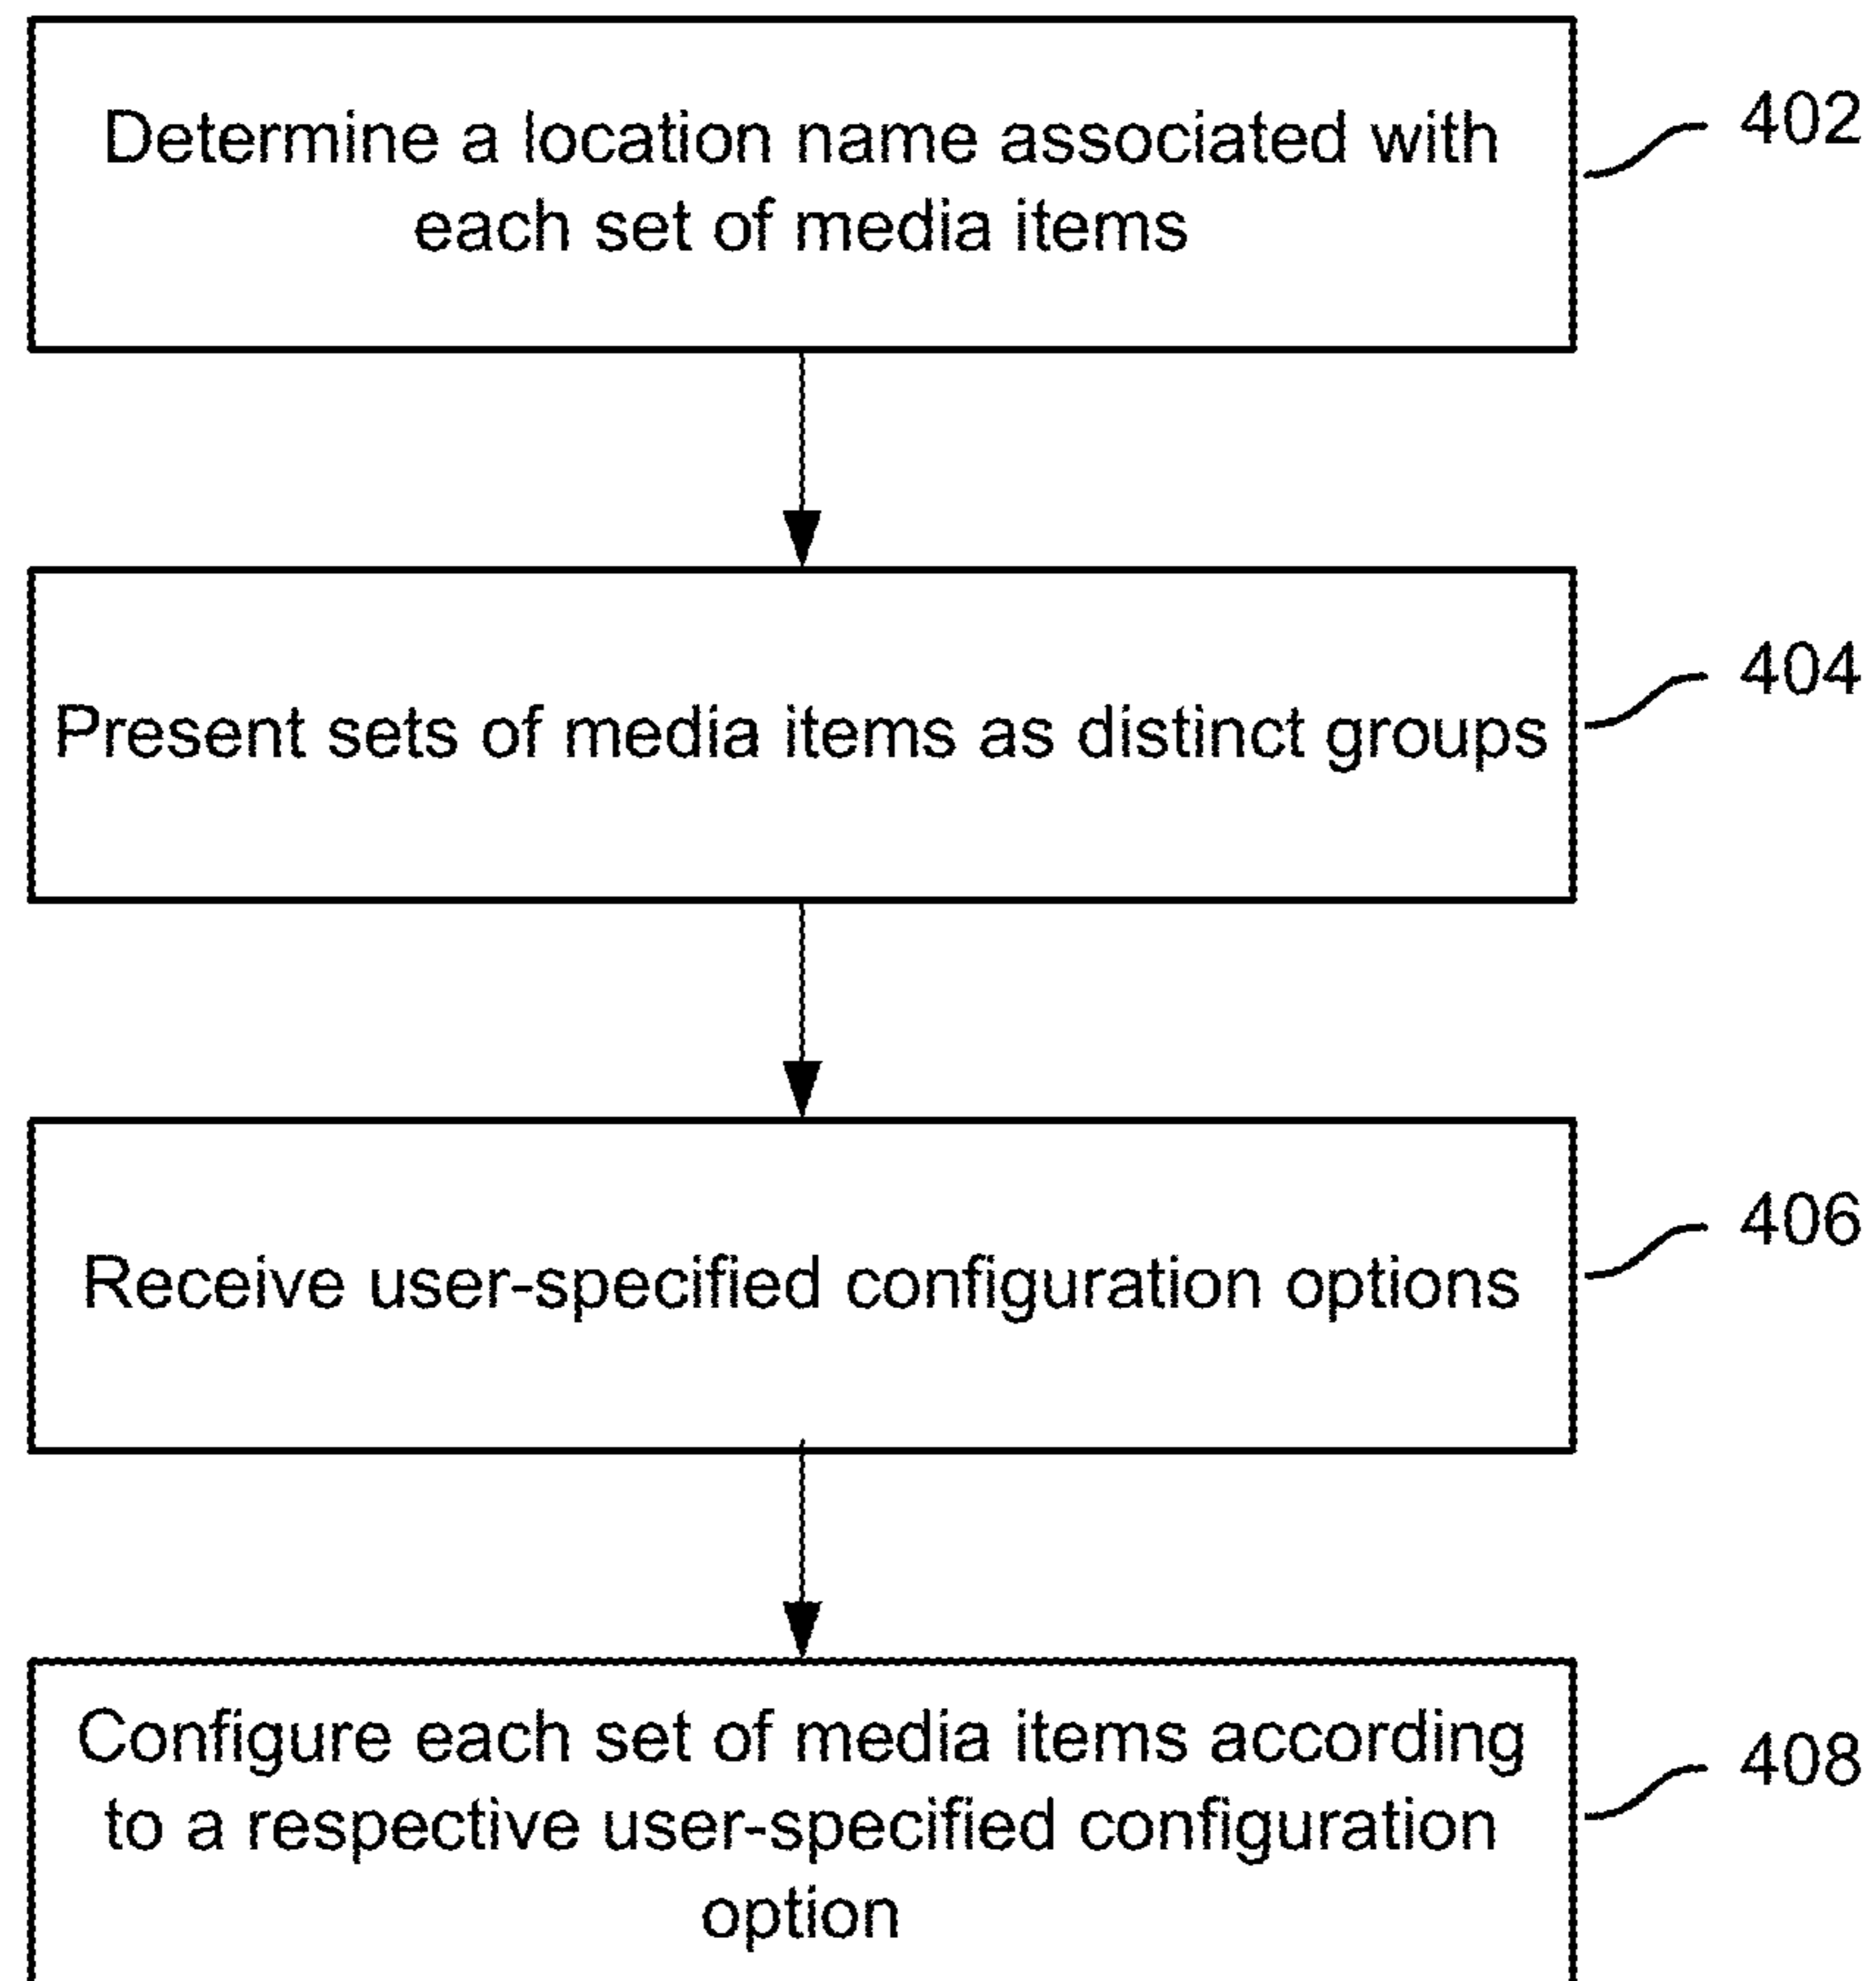 Determine a location name associated with
each set of media items
402
Present sets of media items as distinct groups
404
Receive user-specified configuration options
406
Configure each set of media items according
to a respective user-specified configuration
option
408